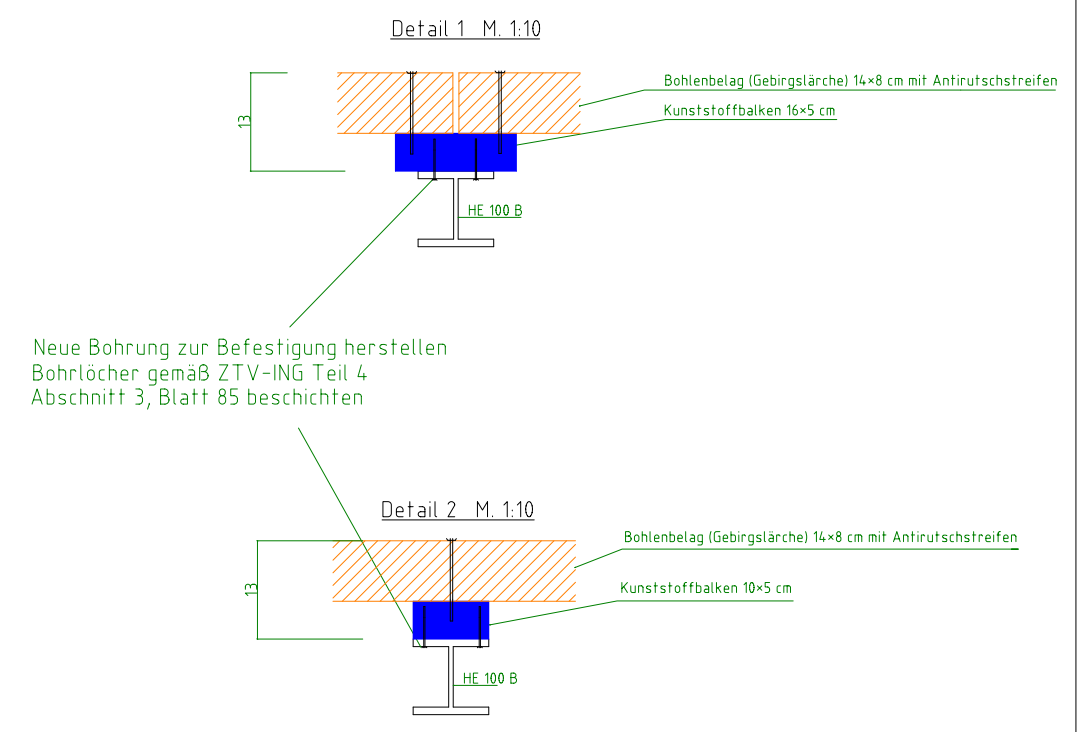 Detail 1 M. 1:10
Bohlenbelag (Gebirgslärche) 14×8 cm mit Antirutschstreifen
Kunststoffbalken 16×5 cm
13
HE 100 B
Neue Bohrung zur Befestigung herstellen
Bohrlöcher gemäß ZTV-ING Teil 4
Abschnitt 3, Blatt 85 beschichten
Detail 2 M. 1:10
Bohlenbelag (Gebirgslärche) 14×8 cm mit Antirutschstreifen
Kunststoffbalken 10×5 cm
13
HE 100 B